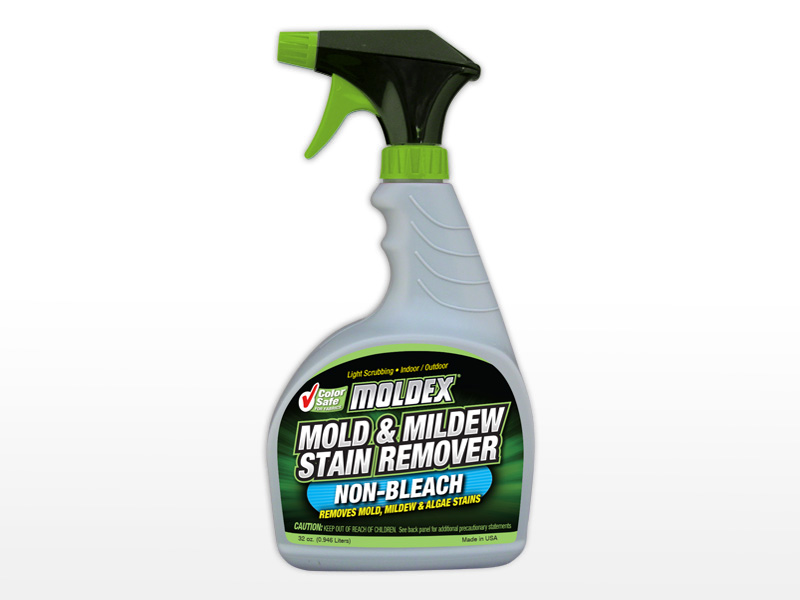 Light Scrubbing • Indoor / Outdoor
Color
Safe
FOR FABRICS
MOLDEX®
MOLD & MILDEW
STAIN REMOVER
NON-BLEACH
REMOVES MOLD, MILDEW & ALGAE STAINS
CAUTION: KEEP OUT OF REACH OF CHILDREN. See back panel for additional precautionary statements
32 oz. (0.946 Liters) Made in USA